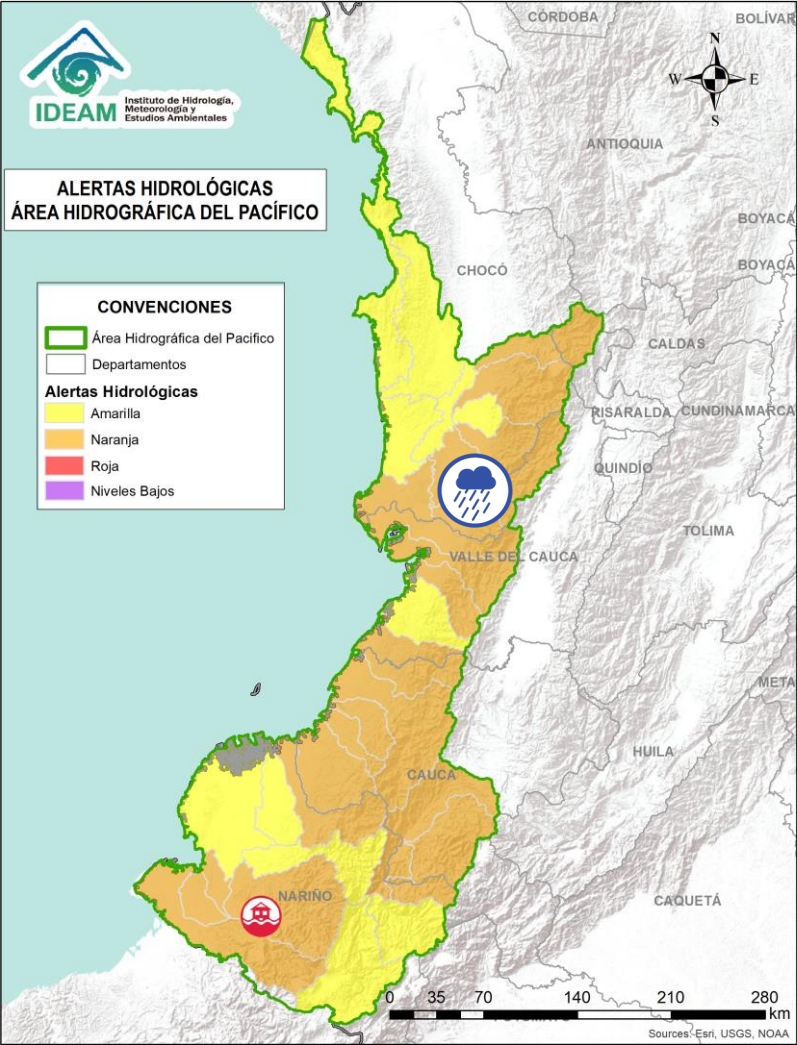 CÓRDOBA
BOLÍVAR
N
W
E
S
IDEAM
Instituto de Hidrología,
Meteorología y
Estudios Ambientales
ANTIOQUIA
ALERTAS HIDROLÓGICAS
ÁREA HIDROGRÁFICA DEL PACÍFICO
BOYACÁ
BOYACÁ
CHOCÓ
CONVENCIONES
Área Hidrográfica del Pacifico
Departamentos
Alertas Hidrológicas
Amarilla
Naranja
Roja
Niveles Bajos
CALDAS
RISARALDA
CUNDINAMARCA
QUINDÍO
TOLIMA
VALLE DEL CAUCA
META
HUILA
CAUCA
NARIÑO
CAQUETÁ
0 35 70 140 210 280
km
Sources: Esri, USGS, NOAA